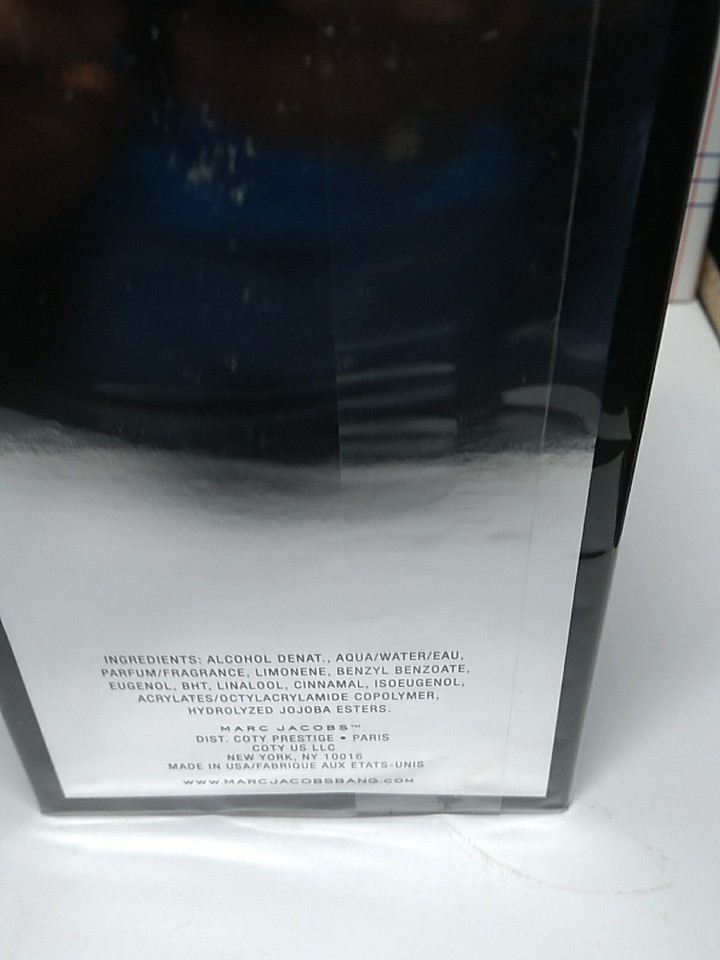 INGREDIENTS: ALCOHOL DENAT., AQUA/WATER/EAU,
PARFUM/FRAGRANCE, LIMONENE, BENZYL BENZOATE,
EUGENOL, BHT, LINALOOL, CINNAMAL, ISOEUGENOL,
ACRYLATES/OCTYLACRYLAMIDE COPOLYMER,
HYDROLYZED JOJOBA ESTERS.
MARC JACOBS™
DIST. COTY PRESTIGE • PARIS
COTY US LLC
NEW YORK, NY 10016
MADE IN USA/FABRIQUE AUX ETATS-UNIS
WWW.MARCJACOBSBANG.COM